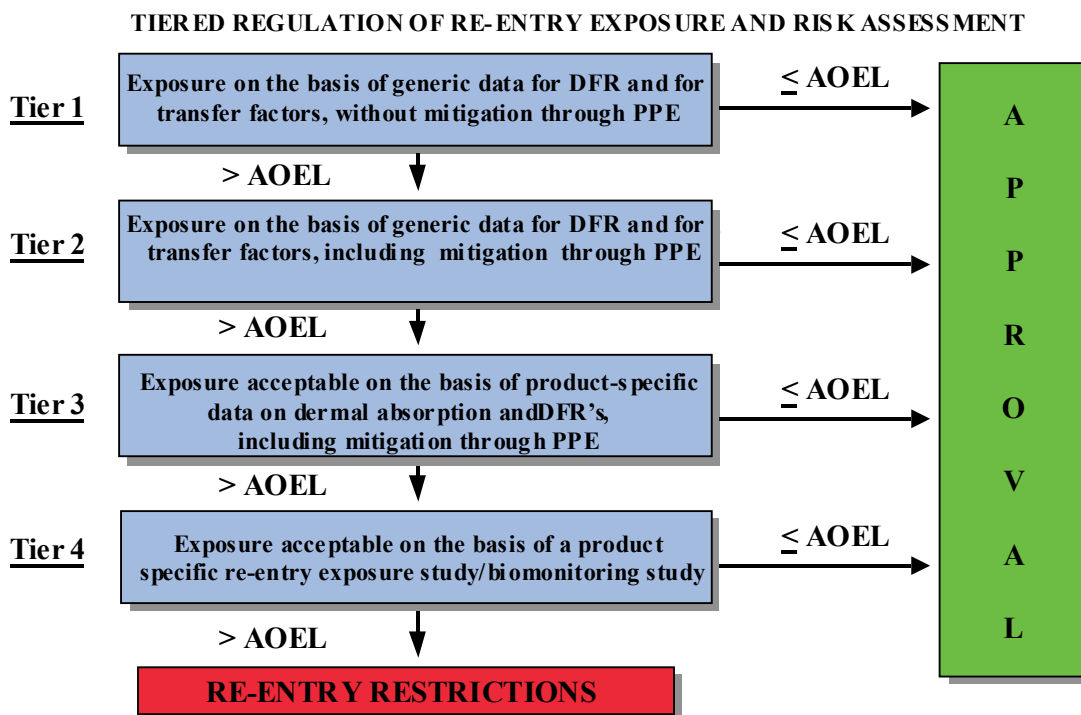 TIERED REGULATION OF RE-ENTRY EXPOSURE AND RISK ASSESSMENT
Tier 1
Exposure on the basis of generic data for DFR and for
transfer factors, without mitigation through PPE
≤ AOEL
> AOEL
Tier 2
Exposure on the basis of generic data for DFR and for
transfer factors, including mitigation through PPE
≤ AOEL
> AOEL
Tier 3
Exposure acceptable on the basis of product-specific
data on dermal absorption andDFR's,
including mitigation through PPE
≤ AOEL
> AOEL
Tier 4
Exposure acceptable on the basis of a product
specific re-entry exposure study/biomonitoring study
≤ AOEL
> AOEL
RE-ENTRY RESTRICTIONS
A
P
P
R
O
V
A
L